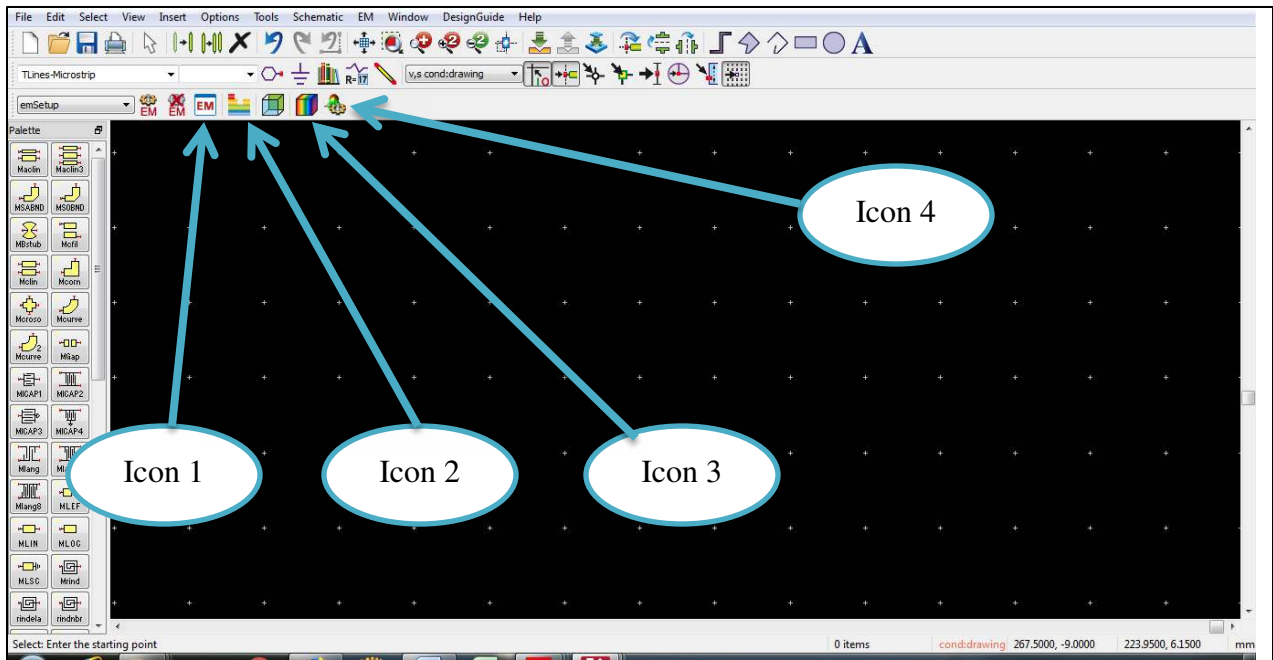 File Edit Select View Insert Options Tools Schematic EM Window DesignGuide Help
A
TLines-Microstrip
R=17
v,s cond:drawing
emSetup
EM EM EM
Palette
Maclin Maclin3
MSABND MSOBND
MBstub Mcfil
Mclin Mcorn
Mcroso Mcurve
2
Mcurve MGap
MICAP1 MICAP2
MICAP3 MICAP4
Mlang
Mlang8 MLEF
MLIN MLOC
MLSC Mrind
rindela rindnbr
Icon 4
Icon 1 Icon 2 Icon 3
Select: Enter the starting point 0 items cond:drawing 267.5000, -9.0000 223.9500, 6.1500 mm